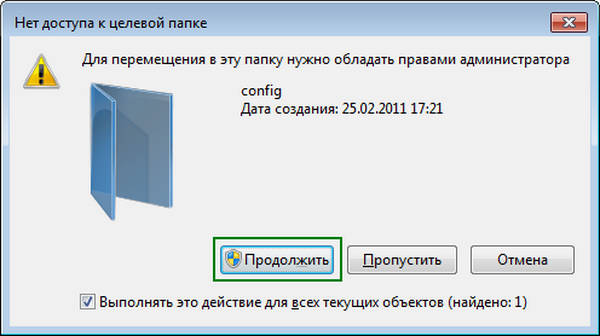 Нет доступа к целевой папке
Для перемещения в эту папку нужно обладать правами администратора
config
Дата создания: 25.02.2011 17:21
Продолжить Пропустить Отмена
Выполнять это действие для всех текущих объектов (найдено: 1)